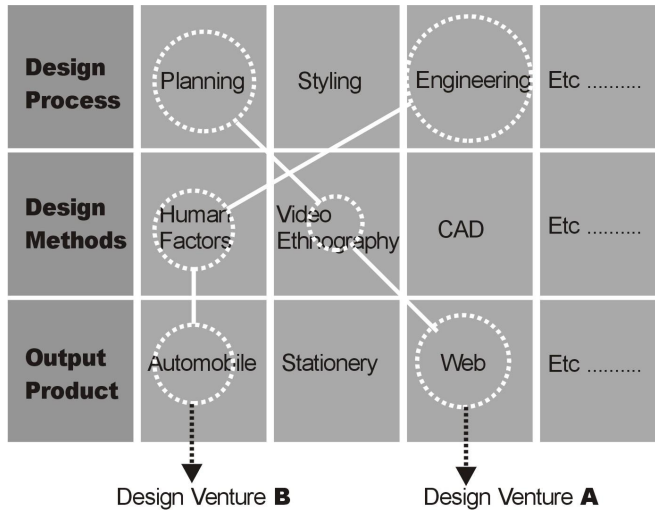 Design
Process
Planning
Styling
Engineering
Etc ..........
Design
Methods
Human
Factors
Video
Ethnography
CAD
Etc ..........
Output
Product
Automobile
Stationery
Web
Etc ..........
Design Venture B
Design Venture A